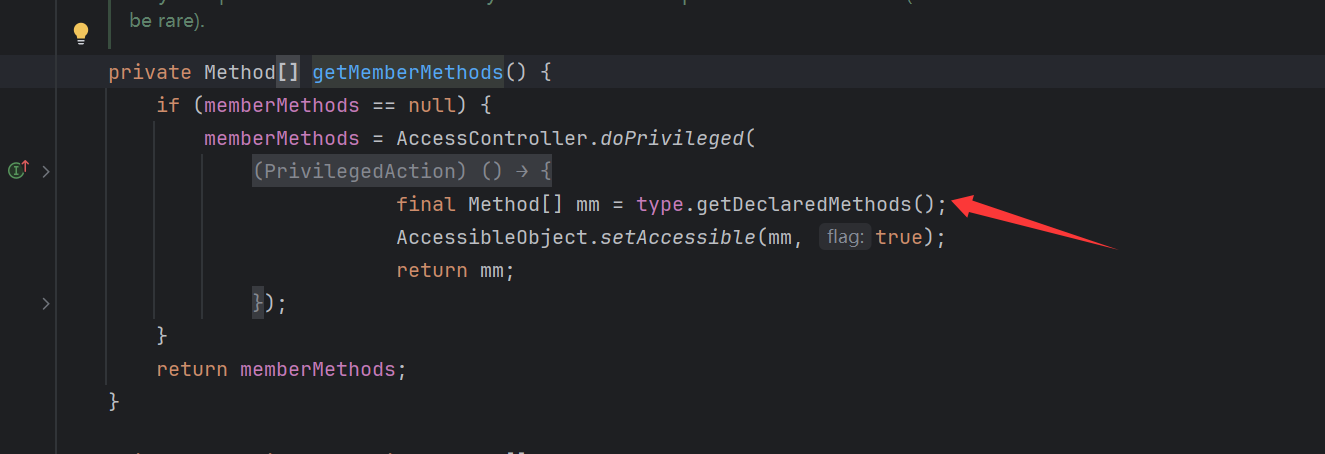 be rare).
private Method[] getMemberMethods() {
if (memberMethods == null) {
memberMethods = AccessController.doPrivileged(
(PrivilegedAction) () → {
final Method[] mm = type.getDeclaredMethods();
AccessibleObject.setAccessible(mm, flag: true);
return mm;
});
}
return memberMethods;
}